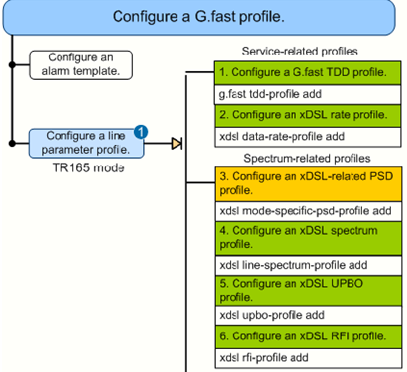 Configure a G.fast profile.
Configure an
alarm template.
Configure a line
parameter profile.
1
TR165 mode
Service-related profiles
1. Configure a G.fast TDD profile.
g.fast tdd-profile add
2. Configure an xDSL rate profile.
xdsl data-rate-profile add
Spectrum-related profiles
3. Configure an xDSL-related PSD
profile.
xdsl mode-specific-psd-profile add
4. Configure an xDSL spectrum
profile.
xdsl line-spectrum-profile add
5. Configure an xDSL UPBO
profile.
xdsl upbo-profile add
6. Configure an xDSL RFI profile.
xdsl rfi-profile add